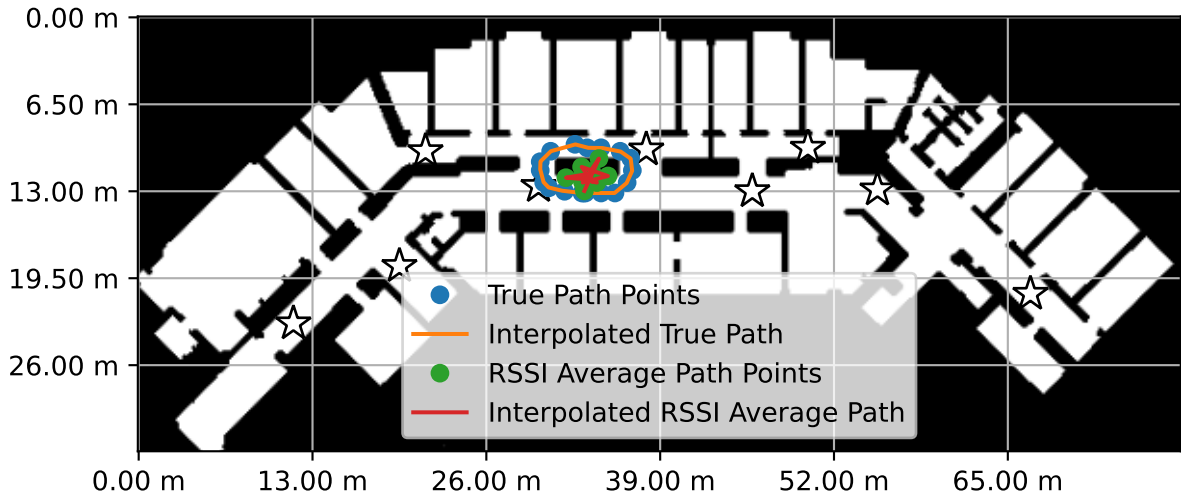 0.00 m
6.50 m
13.00 m
19.50 m
26.00 m
True Path Points
Interpolated True Path
RSSI Average Path Points
Interpolated RSSI Average Path
0.00 m 13.00 m 26.00 m 39.00 m 52.00 m 65.00 m